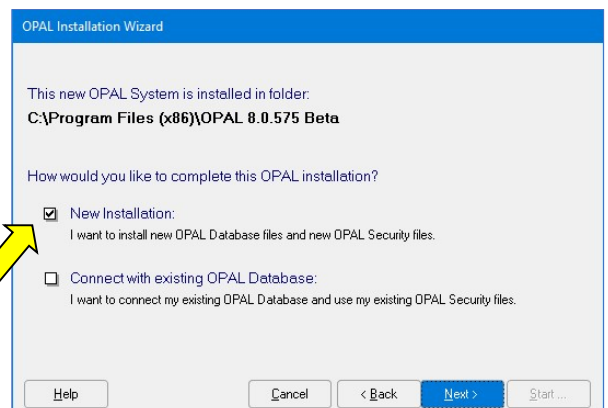 OPAL Installation Wizard
This new OPAL System is installed in folder:
C:\Program Files (x86)\OPAL 8.0.575 Beta
How would you like to complete this OPAL installation?
New Installation:
I want to install new OPAL Database files and new OPAL Security files.
Connect with existing OPAL Database:
I want to connect my existing OPAL Database and use my existing OPAL Security files.
Help Cancel < Back Next > Start ...